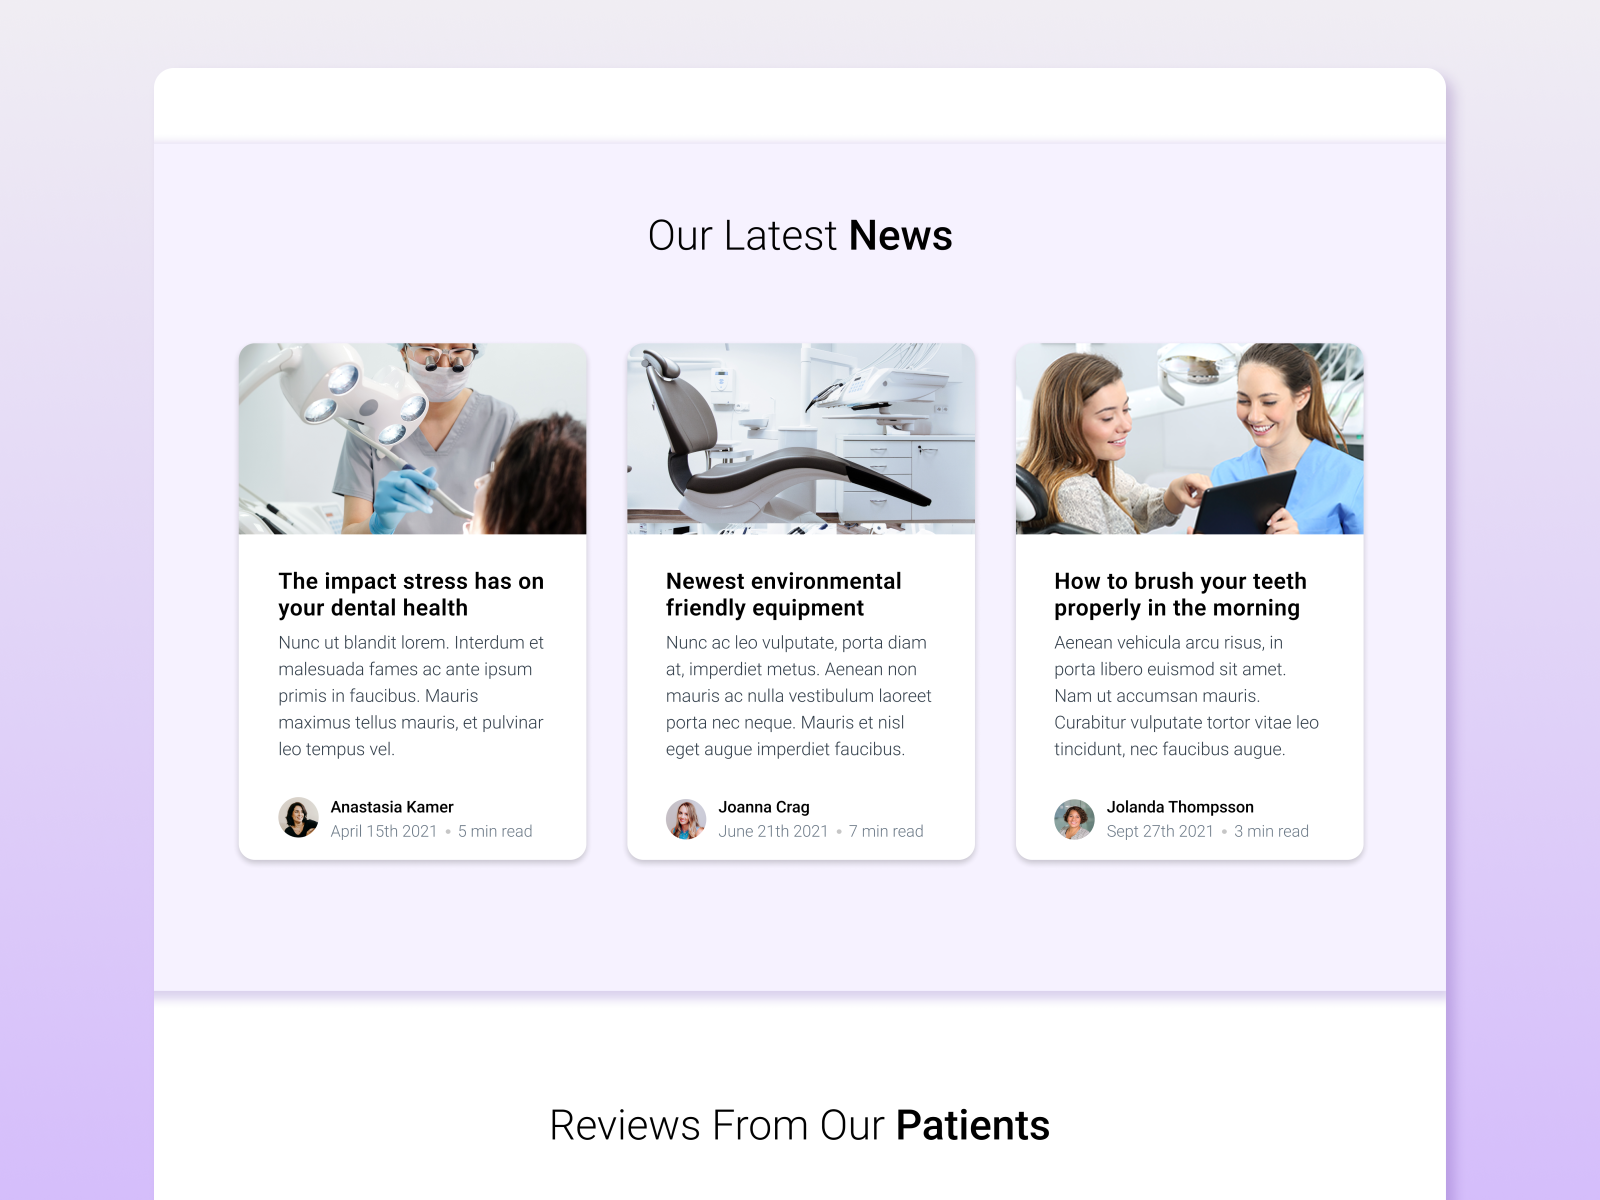 Our Latest News
The impact stress has on
your dental health
Nunc ut blandit lorem. Interdum et
malesuada fames ac ante ipsum
primis in faucibus. Mauris
maximus tellus mauris, et pulvinar
leo tempus vel.
Anastasia Kamer
April 15th 2021 • 5 min read
Newest environmental
friendly equipment
Nunc ac leo vulputate, porta diam
at, imperdiet metus. Aenean non
mauris ac nulla vestibulum laoreet
porta nec neque. Mauris et nisl
eget augue imperdiet faucibus.
Joanna Crag
June 21th 2021 • 7 min read
How to brush your teeth
properly in the morning
Aenean vehicula arcu risus, in
porta libero euismod sit amet.
Nam ut accumsan mauris.
Curabitur vulputate tortor vitae leo
tincidunt, nec faucibus augue.
Jolanda Thompsson
Sept 27th 2021 • 3 min read
Reviews From Our Patients